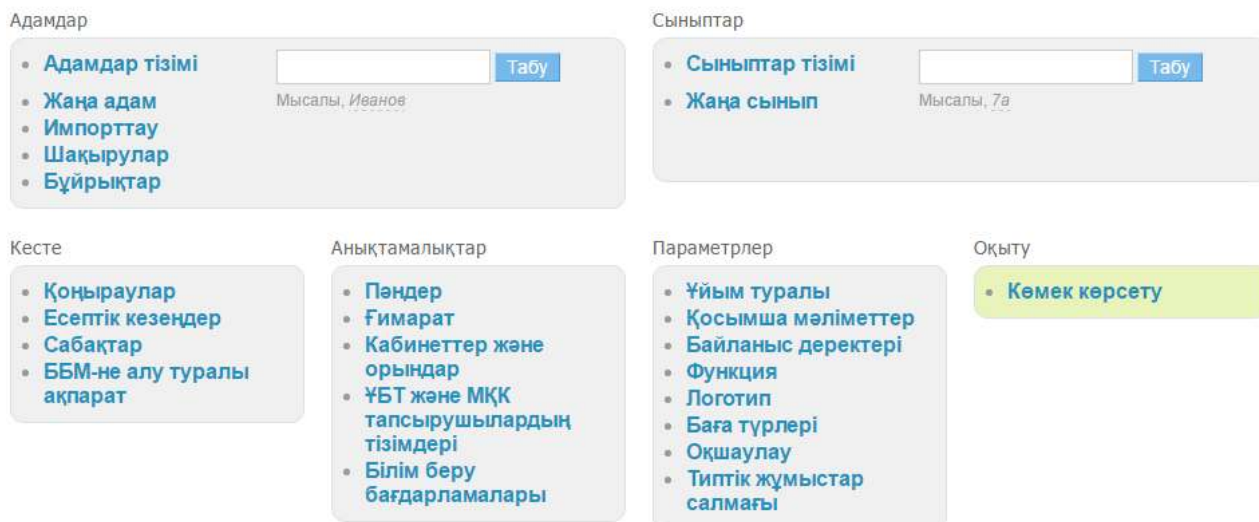 Адамдар
Адамдар тізімі
Табу
Жаңа адам
Мысалы, Иванов
Импорттау
Шақырулар
Бұйрықтар
Сыныптар
Сыныптар тізімі
Табу
Жаңа сынып
Мысалы, 7а
Кесте
Қоңыраулар
Есептік кезеңдер
Сабақтар
ББМ-не алу туралы
ақпарат
Анықтамалықтар
Пәндер
Ғимарат
Кабинеттер және
орындар
ҰБТ және МҚК
тапсырушылардың
тізімдері
Білім беру
бағдарламалары
Параметрлер
Ұйым туралы
Қосымша мәліметтер
Байланыс деректері
Функция
Логотип
Баға түрлері
Оқшаулау
Типтік жұмыстар
салмағы
Оқыту
Көмек көрсету